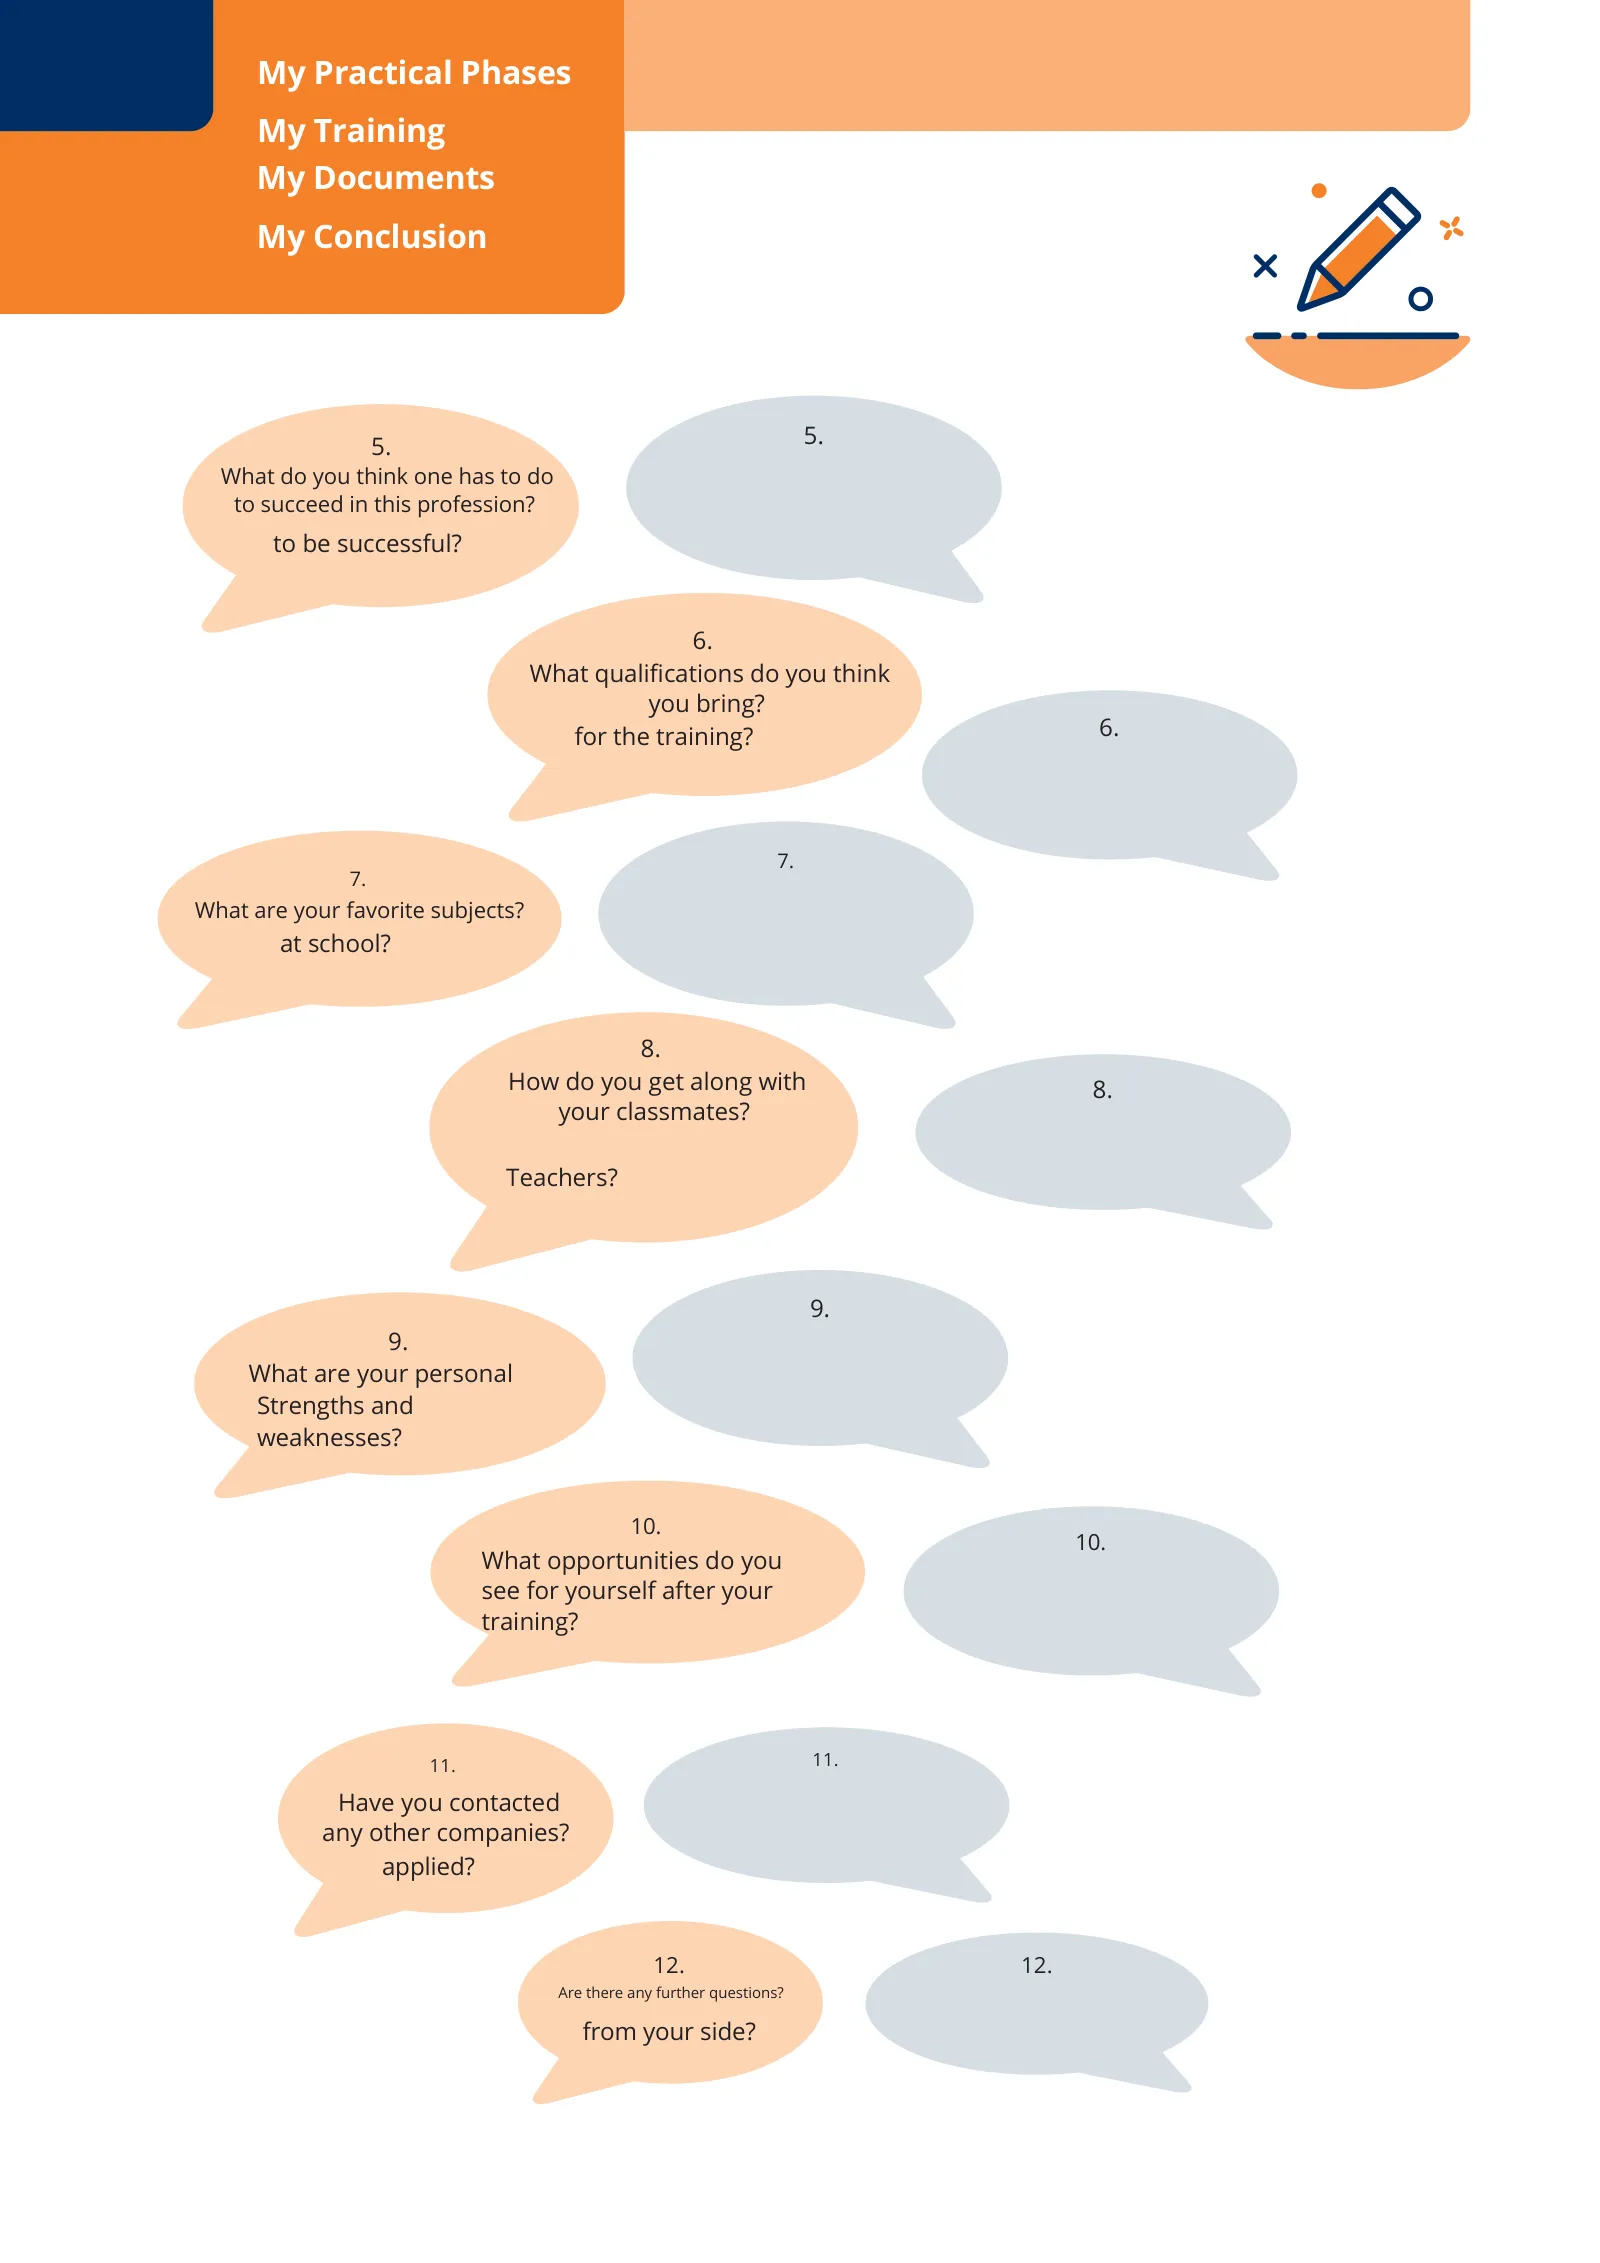 My Practical Phases
My Training
My Documents
My Conclusion
5.
What do you think one has to do
to succeed in this profession?
to be successful?
5.
6.
What qualifications do you think
you bring?
for the training?
6.
7.
What are your favorite subjects?
at school?
7.
8.
How do you get along with
your classmates?
Teachers?
8.
9.
What are your personal
Strengths and
weaknesses?
9.
10.
What opportunities do you
see for yourself after your
training?
10.
11.
Have you contacted
any other companies?
applied?
11.
12.
Are there any further questions?
from your side?
12.